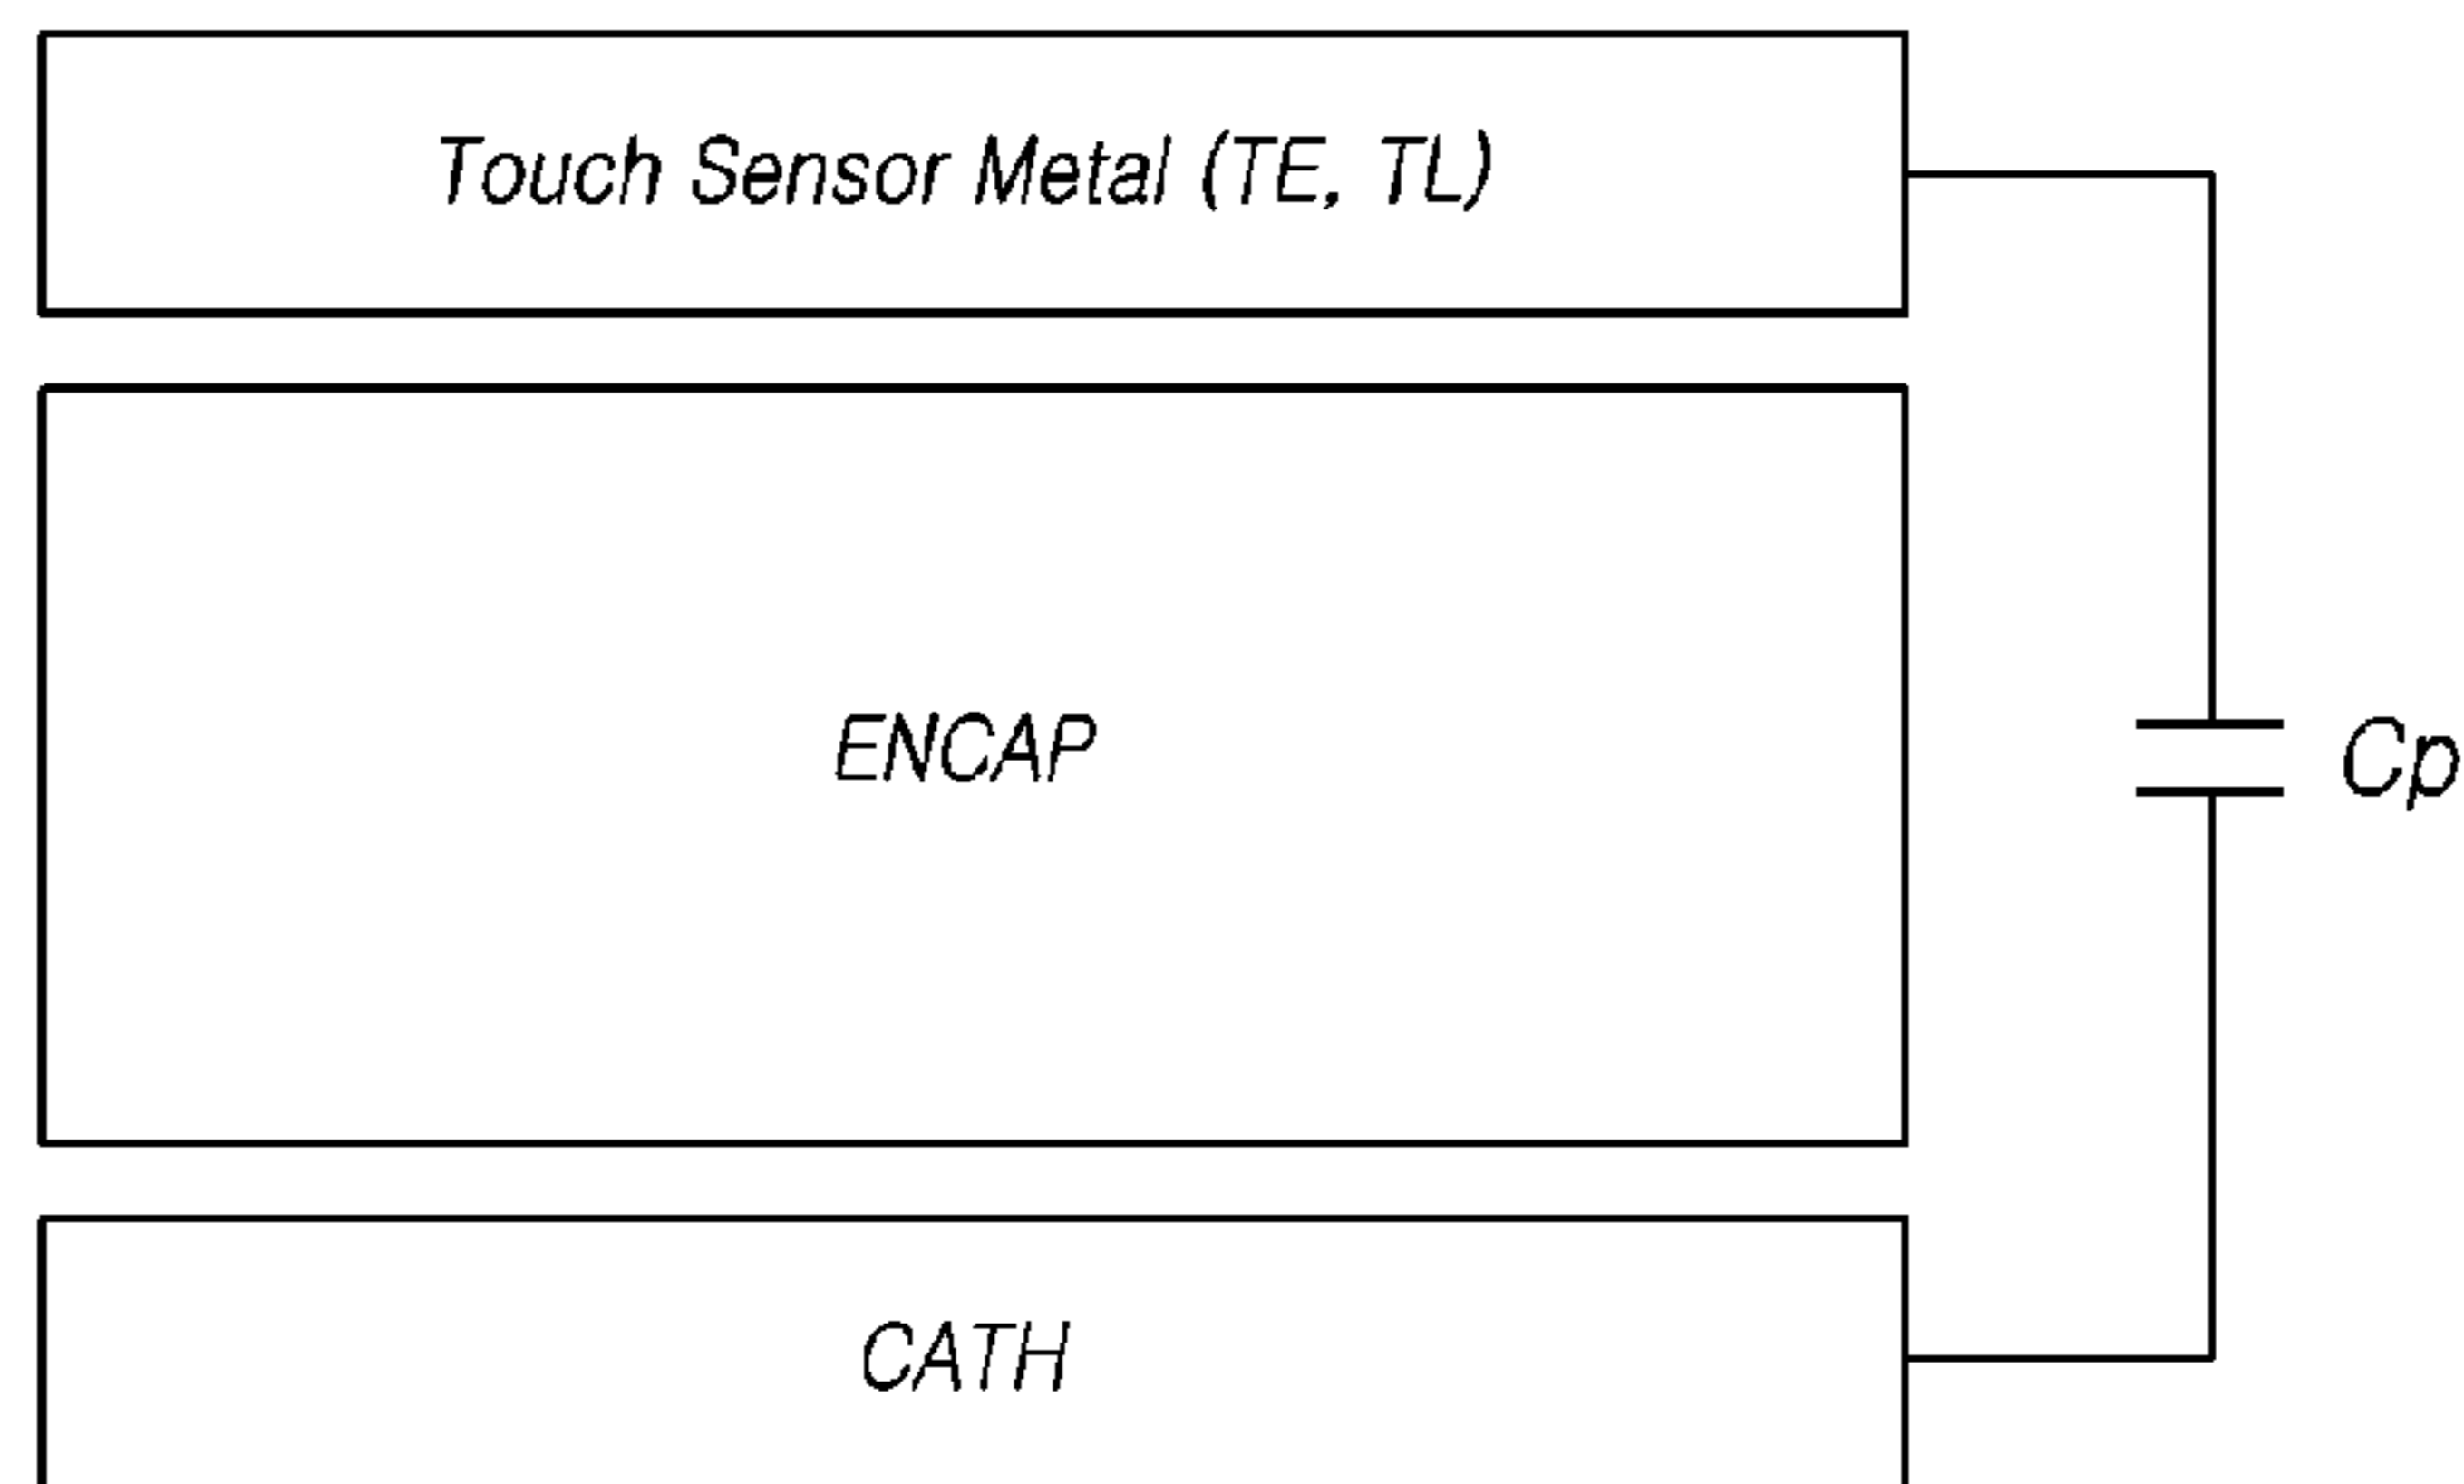 Touch Sensor Metal (TE, TL)
ENCAP
Cp
CATH